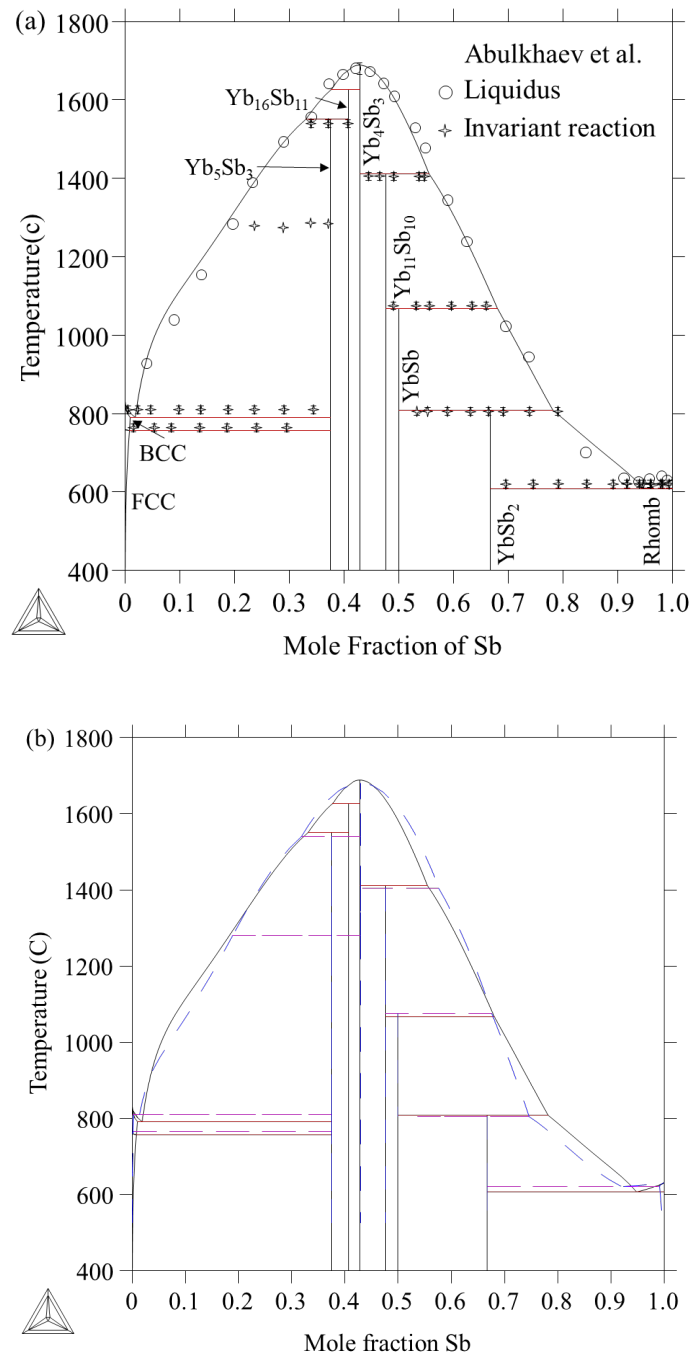 (a)
1800
1600
1400
1200
1000
800
600
400
Temperature(c)
Abulkhaev et al.
Liquidus
Invariant reaction
Yb16Sb11
Yb5Sb3
Yb4Sb3
Yb11Sb10
YbSb
YbSb2
BCC
FCC
Rhomb
0 0.1 0.2 0.3 0.4 0.5 0.6 0.7 0.8 0.9 1.0
Mole Fraction of Sb
(b)
1800
1600
1400
1200
1000
800
600
400
Temperature (C)
0 0.1 0.2 0.3 0.4 0.5 0.6 0.7 0.8 0.9 1.0
Mole fraction Sb